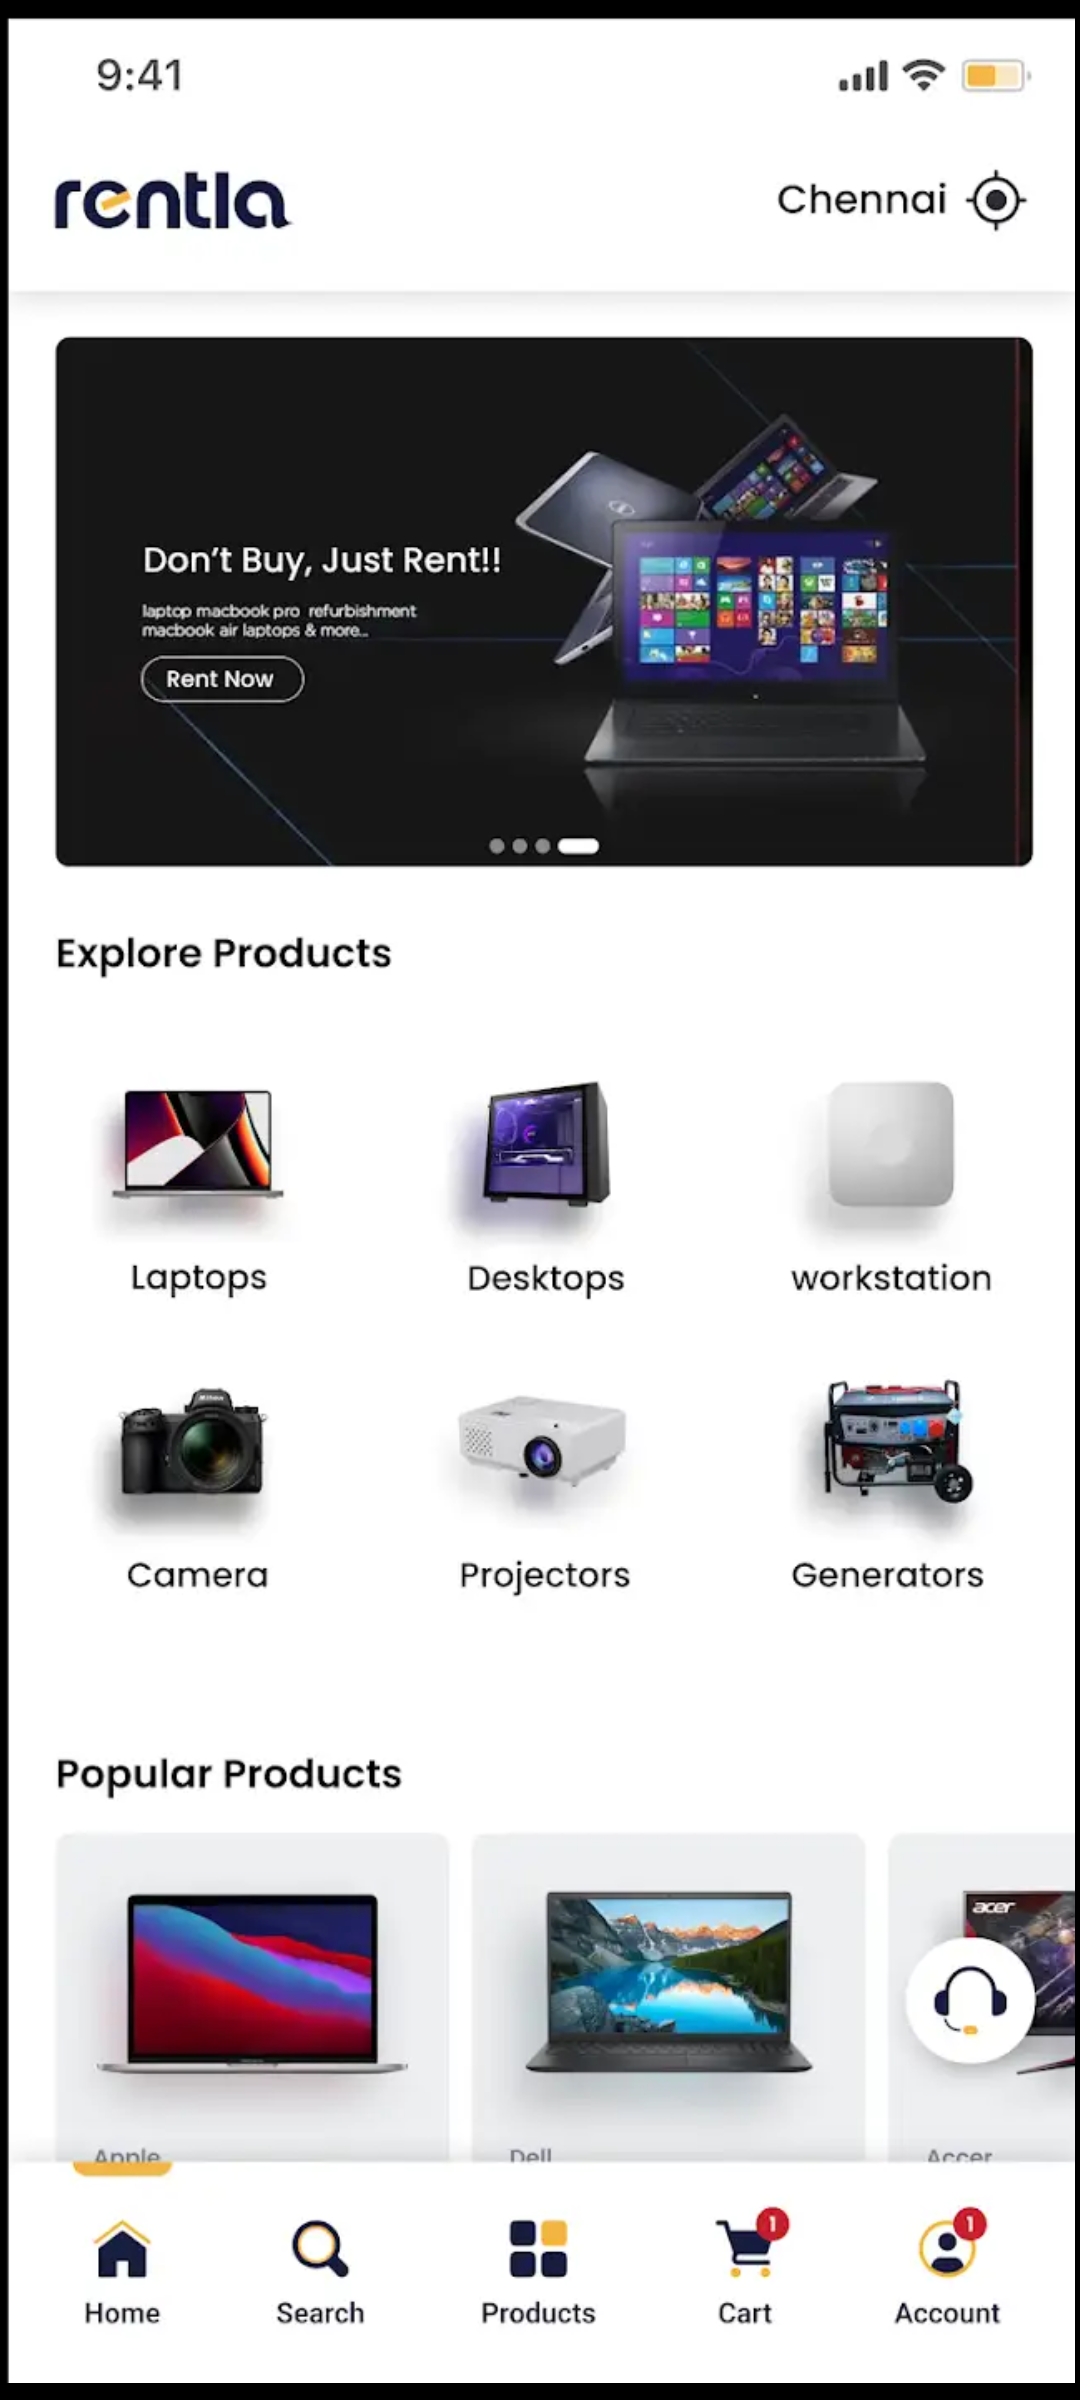 9:41
rentla
Chennai
Don't Buy, Just Rent!!
laptop macbook pro refurbishment
macbook air laptops & more...
Rent Now
Explore Products
Laptops
Desktops
workstation
Nikon
Camera
Projectors
Generators
Popular Products
acer
Apple
Dell
Accer
1
1
Home
Search
Products
Cart
Account